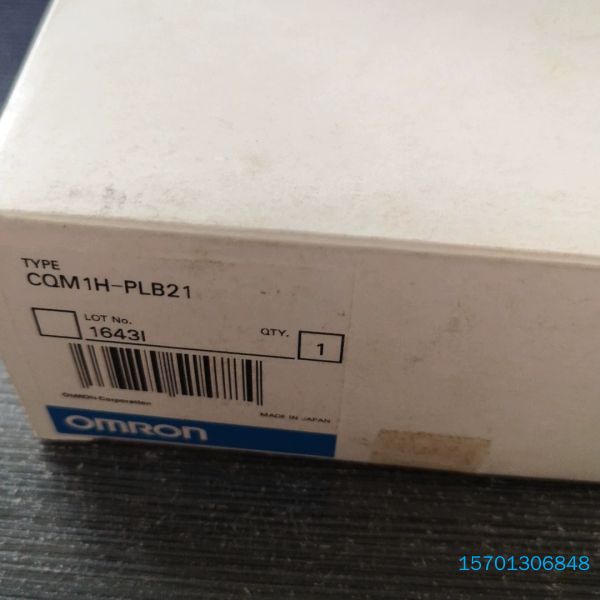 TYPE
CQM1H-PLB21
LOT No.
1643I
QTY.
1
OMRON Corporation
MADE IN JAPAN
OMRON
15701306848